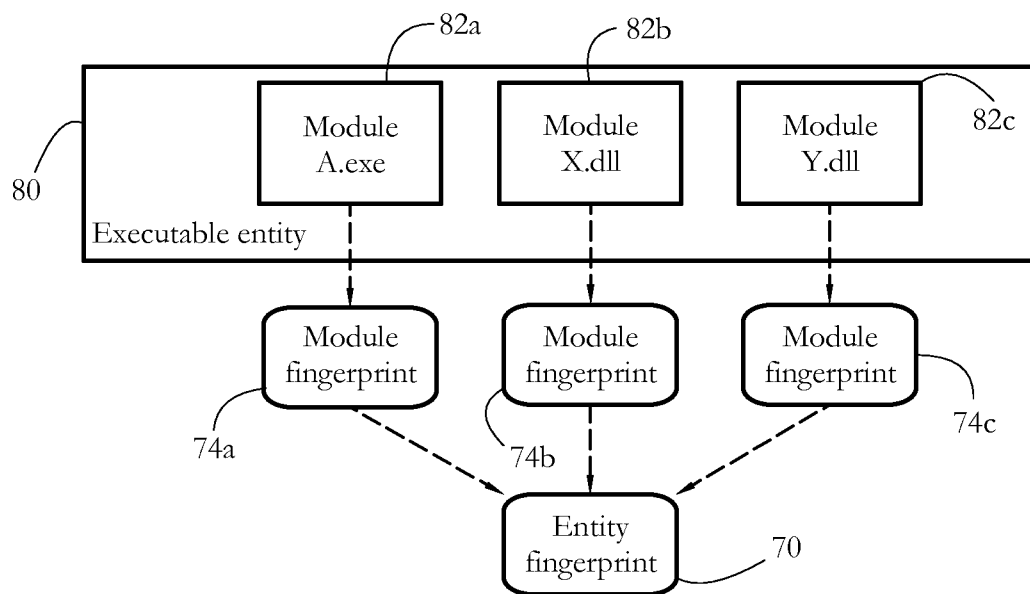 82a
82b
82c
Module
A.exe
Module
X.dll
Module
Y.dll
80
Executable entity
Module
fingerprint
Module
fingerprint
Module
fingerprint
74a
74b
74c
Entity
fingerprint
70